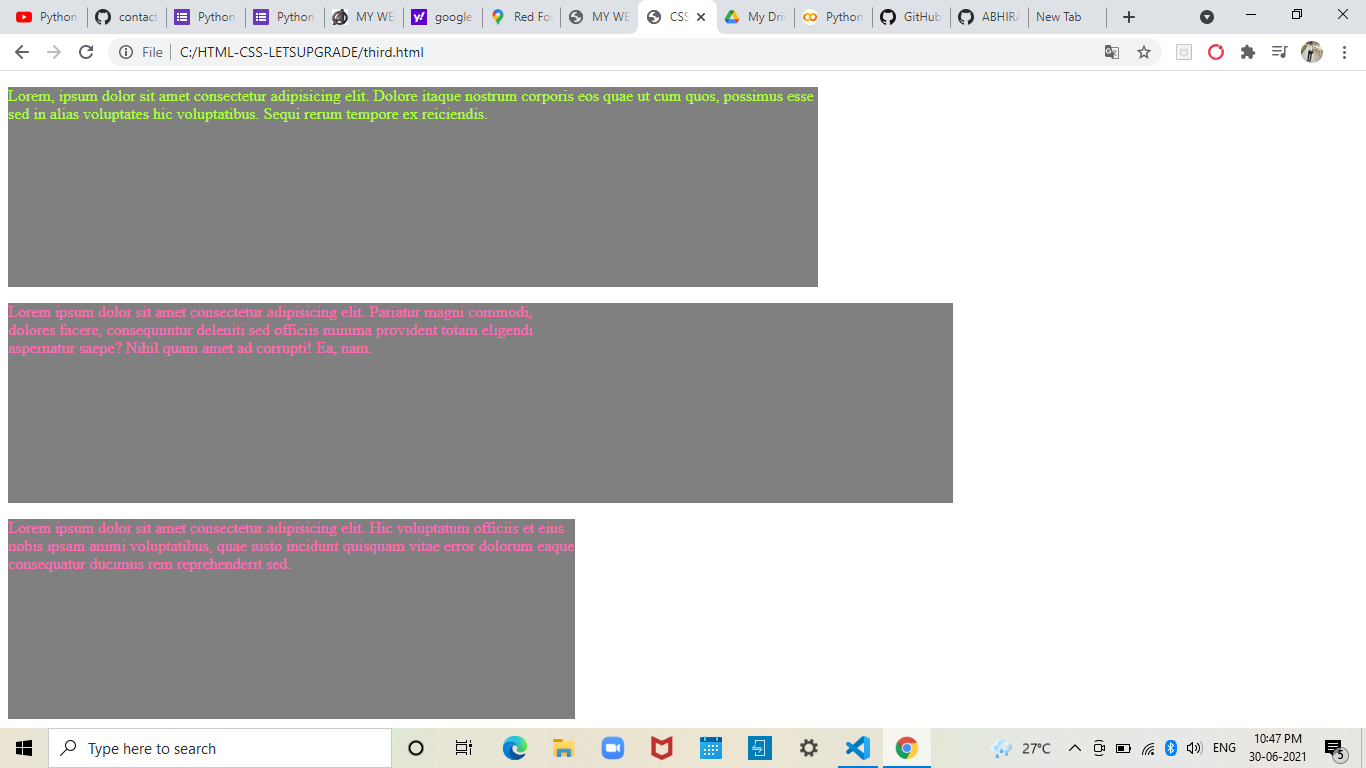 Python
contact
Python
Python
MY WE
google
Red Fo
MY WE
CSS
My Dri
Python
GitHub
ABHIRA
New Tab
File
C:/HTML-CSS-LETSUPGRADE/third.html
Lorem, ipsum dolor sit amet consectetur adipisicing elit. Dolore itaque nostrum corporis eos quae ut cum quos, possimus esse
sed in alias voluptates hic voluptatibus. Sequi rerum tempore ex reiciendis.
Lorem ipsum dolor sit amet consectetur adipisicing elit. Pariatur magni commodi,
dolores facere, consequuntur deleniti sed officiis minima provident totam eligendi
aspernatur saepe? Nihil quam amet ad corrupti! Ea, nam.
Lorem ipsum dolor sit amet consectetur adipisicing elit. Hic voluptatum officiis et eius
nobis ipsam animi voluptatibus, quae iusto incidunt quisquam vitae error dolorum eaque
consequatur ducimus rem reprehenderit sed.
Type here to search
27°C
ENG
10:47 PM
30-06-2021
5